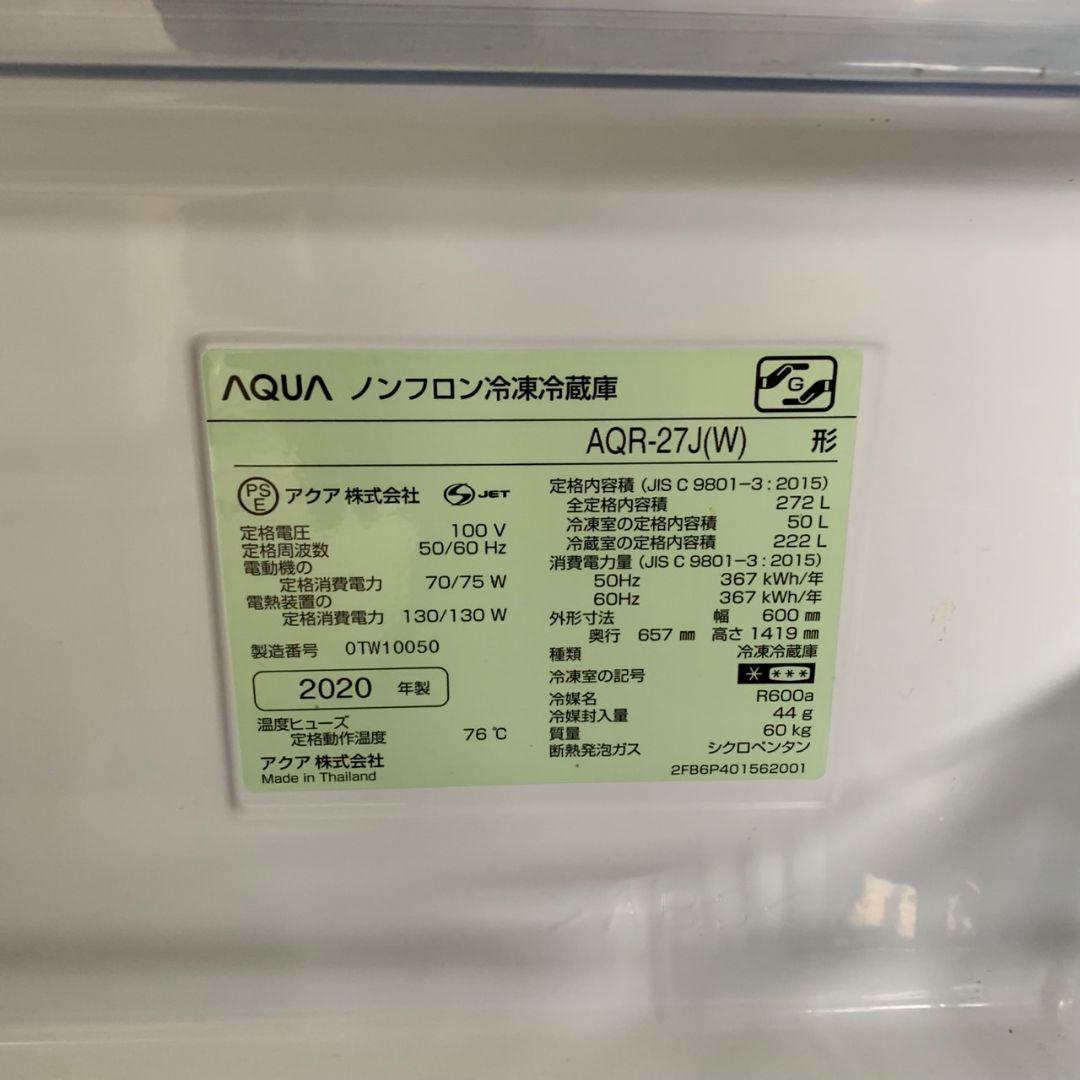 AQUA ノンフロン冷凍冷蔵庫
G
AQR-27J(W) 形
PSE アクア 株式会社 S JET
定格電圧 100 V
定格周波数 50/60 Hz
電動機の
定格消費電力 70/75 W
電熱装置の
定格消費電力 130/130 W
製造番号 0TW10050
2020 年製
温度ヒューズ
定格動作温度 76 ℃
アクア 株式会社
Made in Thailand
定格内容積 (JIS C 9801-3:2015)
全定格内容積 272 L
冷凍室の定格内容積 50 L
冷蔵室の定格内容積 222 L
消費電力量 (JIS C 9801-3:2015)
50Hz 367 kWh/年
60Hz 367 kWh/年
外形寸法 幅 600 ㎜
奥行 657 ㎜ 高さ 1419 ㎜
種類 冷凍冷蔵庫
冷凍室の記号 * ***
冷媒名 R600a
冷媒封入量 44 g
質量 60 kg
断熱発泡ガス シクロペンタン
2FB6P401562001
>ABS<